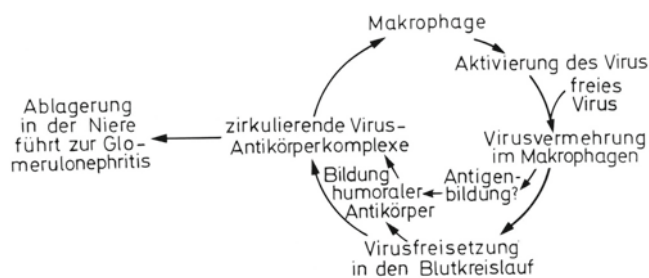 Makrophage
Aktivierung des Virus
freies
Virus
Virusvermehrung
im Makrophagen
Antigen-
bildung?
Bildung
humoraler
Antikörper
Virusfreisetzung
in den Blutkreislauf
zirkulierende Virus-
Antikörperkomplexe
Ablagerung
in der Niere
führt zur Glo-
merulonephritis